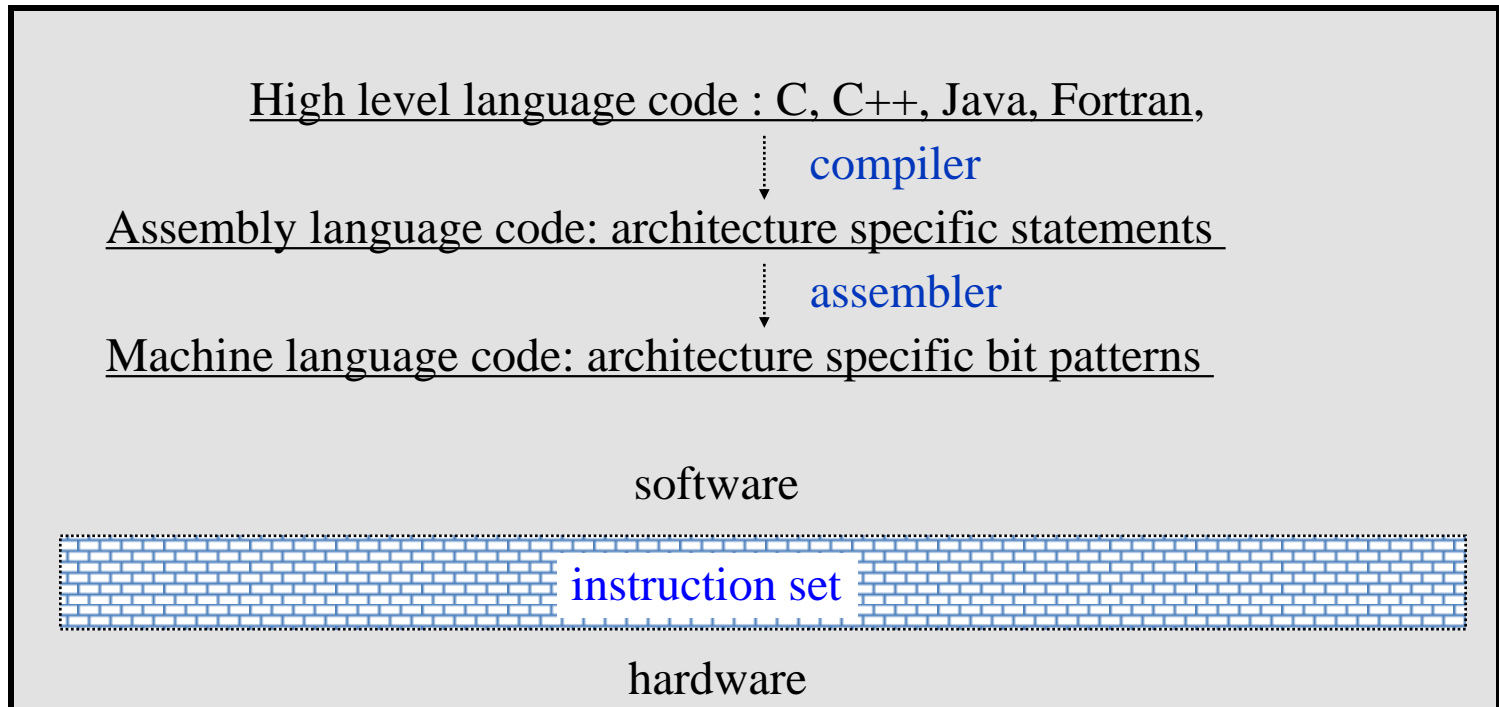 High level language code : C, C++, Java, Fortran,
compiler
Assembly language code: architecture specific statements
assembler
Machine language code: architecture specific bit patterns
software
instruction set
hardware